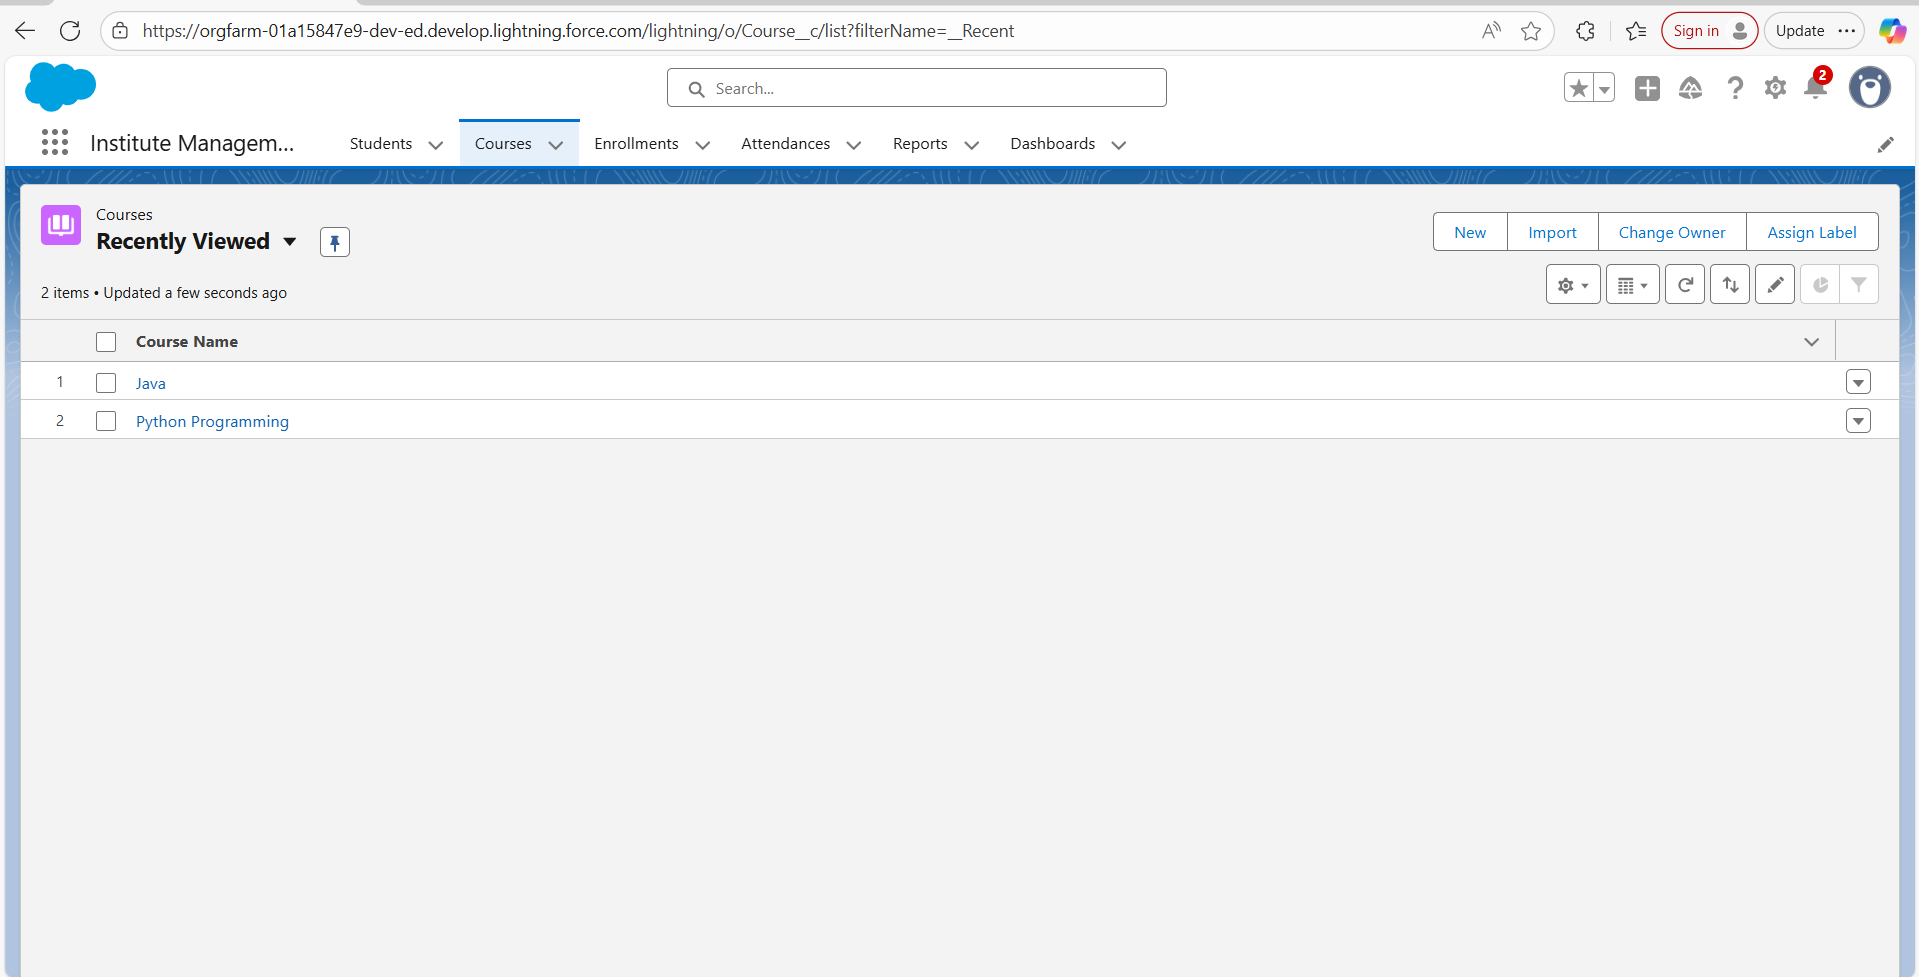 https://orgfarm-01a15847e9-dev-ed.develop.lightning.force.com/lightning/o/Course__c/list?filterName=__Recent
Sign in
Update
Search...
2
Institute Managem...
Students
Courses
Enrollments
Attendances
Reports
Dashboards
Courses
Recently Viewed
New
Import
Change Owner
Assign Label
2 items • Updated a few seconds ago
Course Name
1 Java
2 Python Programming